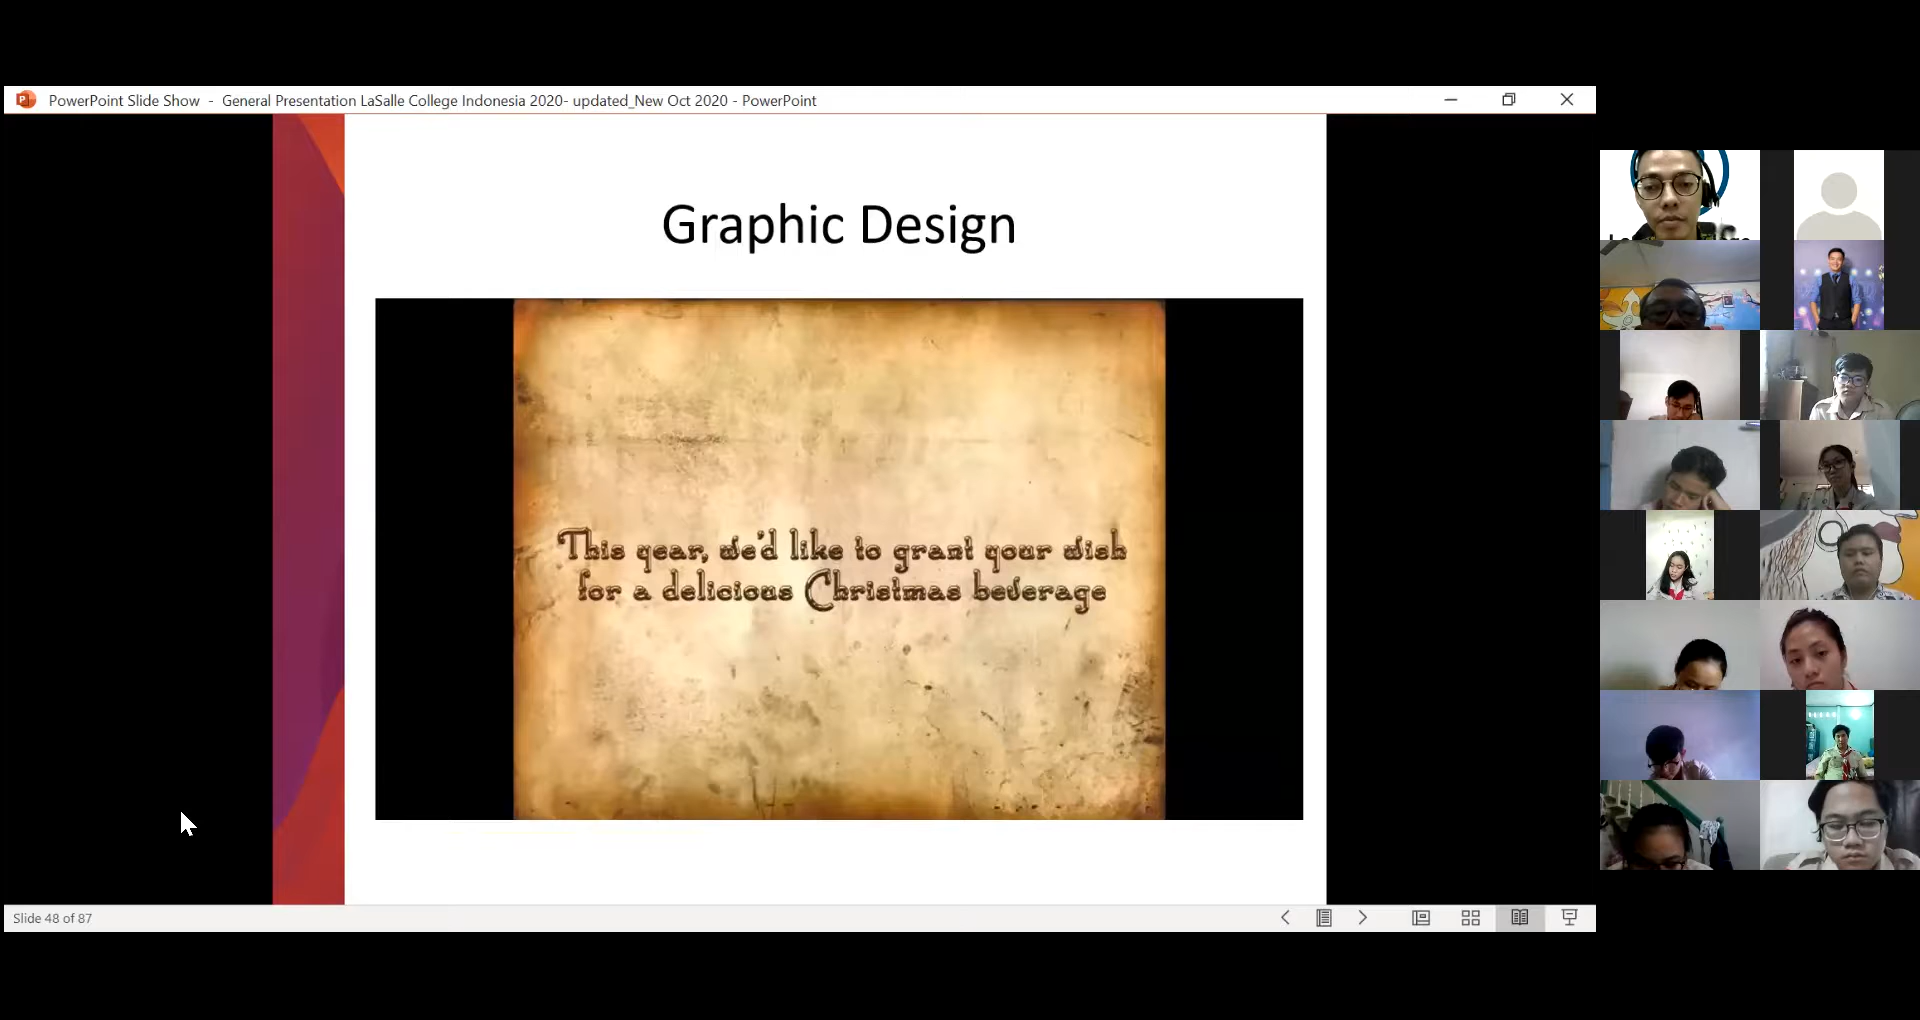 PowerPoint Slide Show - General Presentation LaSalle College Indonesia 2020- updated_New Oct 2020 - PowerPoint
Graphic Design
This year, we'd like to grant your wish
for a delicious Christmas beverage
Slide 48 of 87